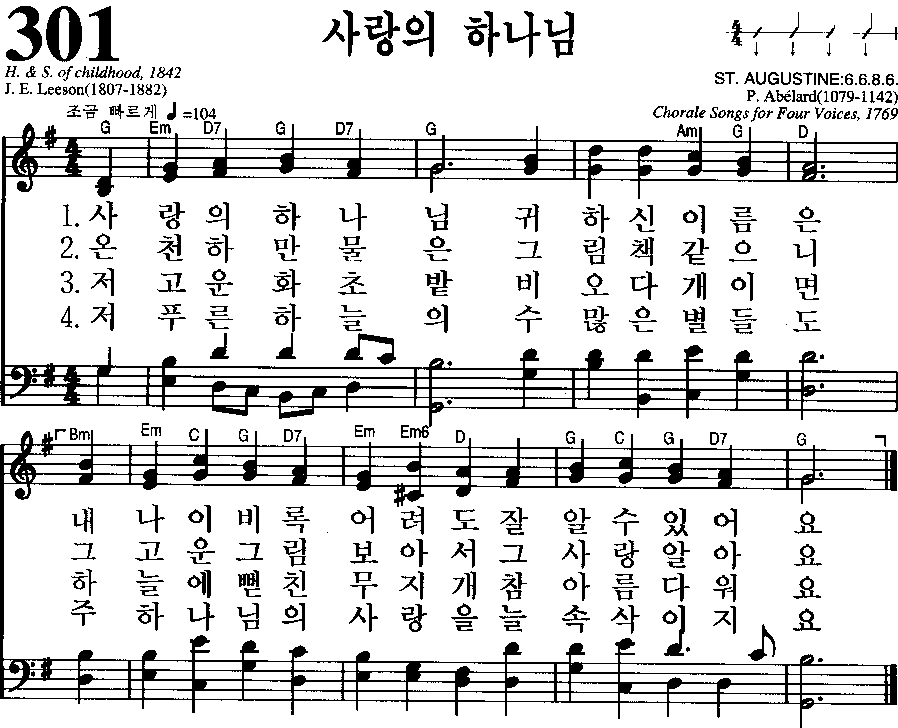 301
사랑의 하나님
H. & S. of childhood, 1842
J. E. Leeson(1807-1882)
ST. AUGUSTINE:6.6.8.6.
P. Abélard(1079-1142)
Chorale Songs for Four Voices, 1769
조금 빠르게 ♩=104
G Em D7 G D7 G Am G D
1. 사 랑 의 하 나 님 귀 하 신 이 름 은
2. 온 천 하 만 물 은 그 림 책 같 으 니
3. 저 고 운 화 초 밭 비 오 다 개 이 면
4. 저 푸 른 하 늘 의 수 많 은 별 들 도
Bm Em C G D7 Em Em6 D G C G D7 G
내 나 이 비 록 어 려 도 잘 알 수 있 어 요
그 고 운 그 림 보 아 서 그 사 랑 알 아 요
하 늘 에 뻗 친 무 지 개 참 아 름 다 워 요
주 하 나 님 의 사 랑 을 늘 속 삭 이 지 요